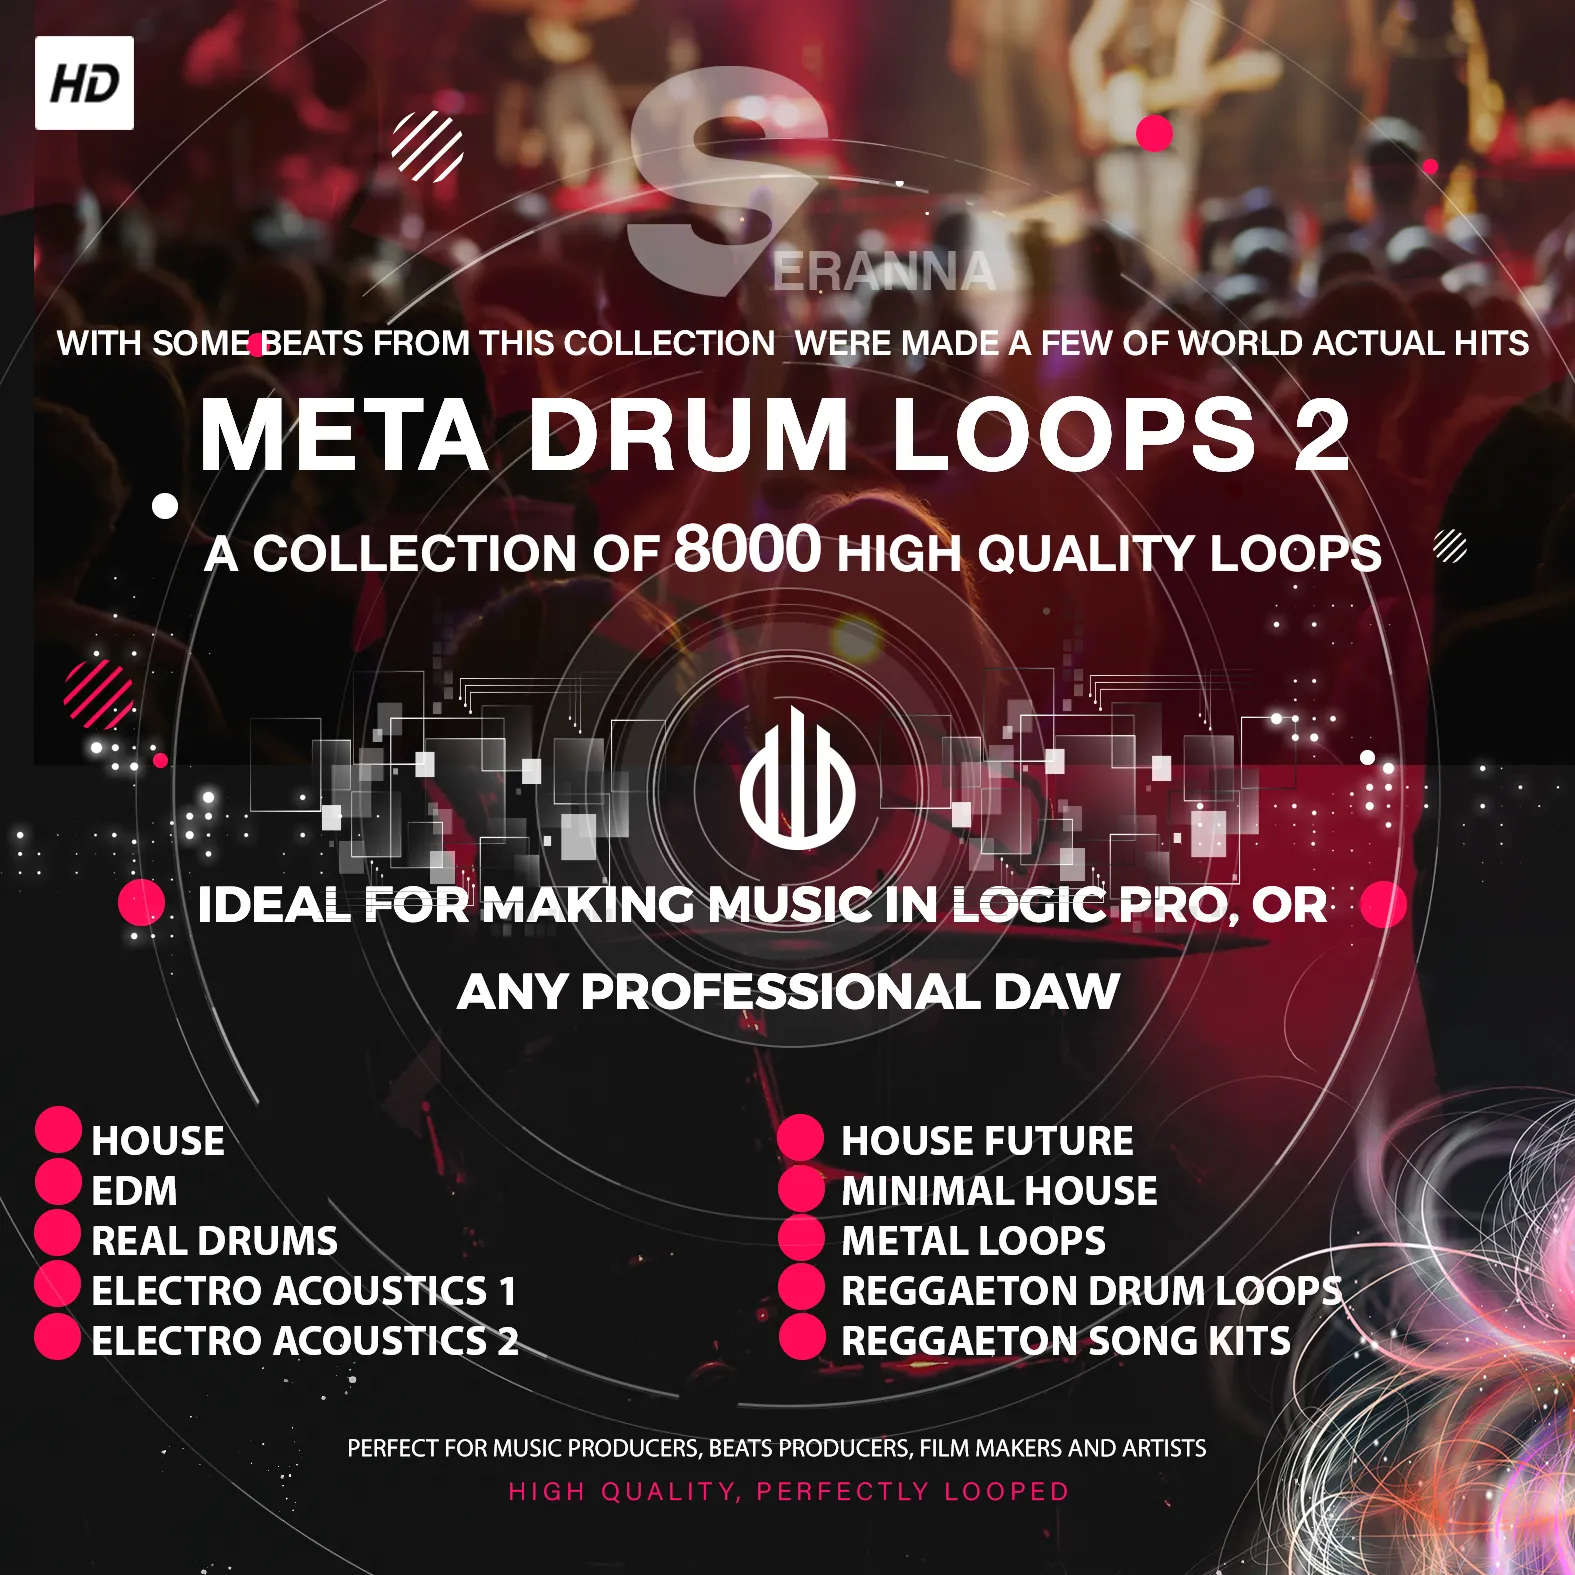 HD
SERANNA
WITH SOME BEATS FROM THIS COLLECTION WERE MADE A FEW OF WORLD ACTUAL HITS
META DRUM LOOPS 2
A COLLECTION OF 8000 HIGH QUALITY LOOPS
IDEAL FOR MAKING MUSIC IN LOGIC PRO, OR
ANY PROFESSIONAL DAW
HOUSE
EDM
REAL DRUMS
ELECTRO ACOUSTICS 1
ELECTRO ACOUSTICS 2
HOUSE FUTURE
MINIMAL HOUSE
METAL LOOPS
REGGAETON DRUM LOOPS
REGGAETON SONG KITS
PERFECT FOR MUSIC PRODUCERS, BEATS PRODUCERS, FILM MAKERS AND ARTISTS
HIGH QUALITY, PERFECTLY LOOPED